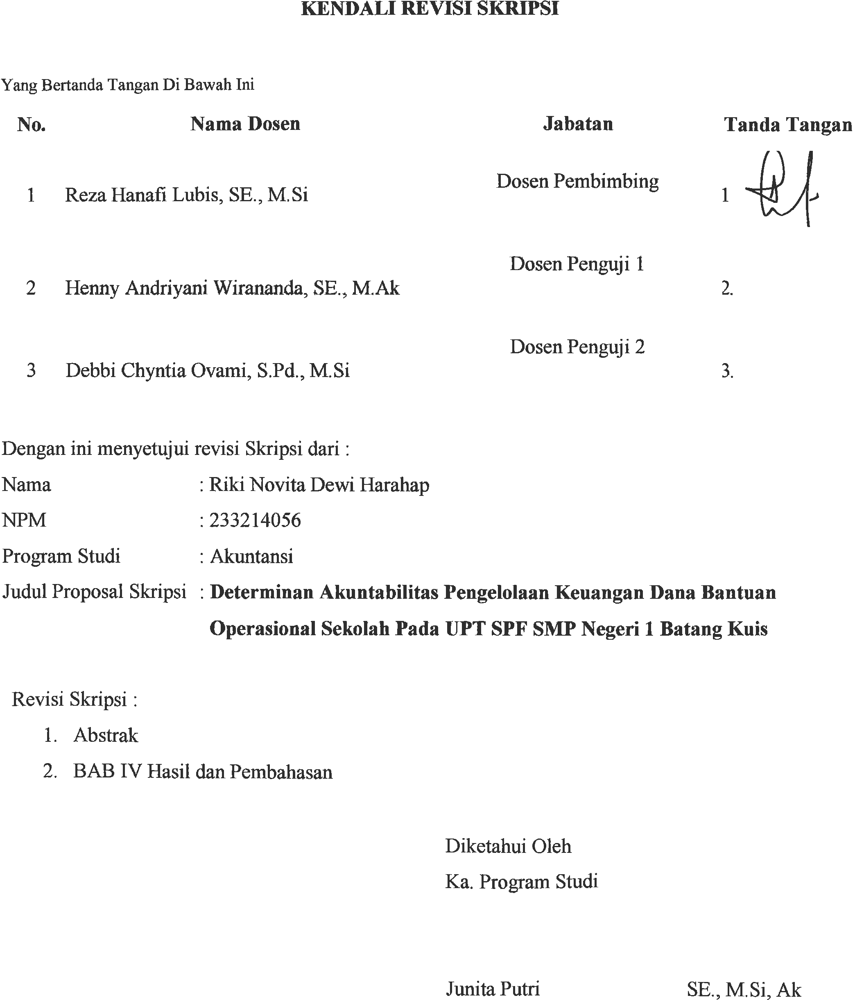 KENDALI REVISI SKRIPSI
Yang Bertanda Tangan Di Bawah Ini
No. Nama Dosen Jabatan Tanda Tangan
1 Reza Hanafi Lubis, SE., M.Si Dosen Pembimbing 1
2 Henny Andriyani Wirananda, SE., M.Ak Dosen Penguji 1 2.
3 Debbi Chyntia Ovami, S.Pd., M.Si Dosen Penguji 2 3.
Dengan ini menyetujui revisi Skripsi dari :
Nama : Riki Novita Dewi Harahap
NPM : 233214056
Program Studi : Akuntansi
Judul Proposal Skripsi : Determinan Akuntabilitas Pengelolaan Keuangan Dana Bantuan
Operasional Sekolah Pada UPT SPF SMP Negeri 1 Batang Kuis
Revisi Skripsi :
1. Abstrak
2. BAB IV Hasil dan Pembahasan
Diketahui Oleh
Ka. Program Studi
Junita Putri SE., M.Si, Ak